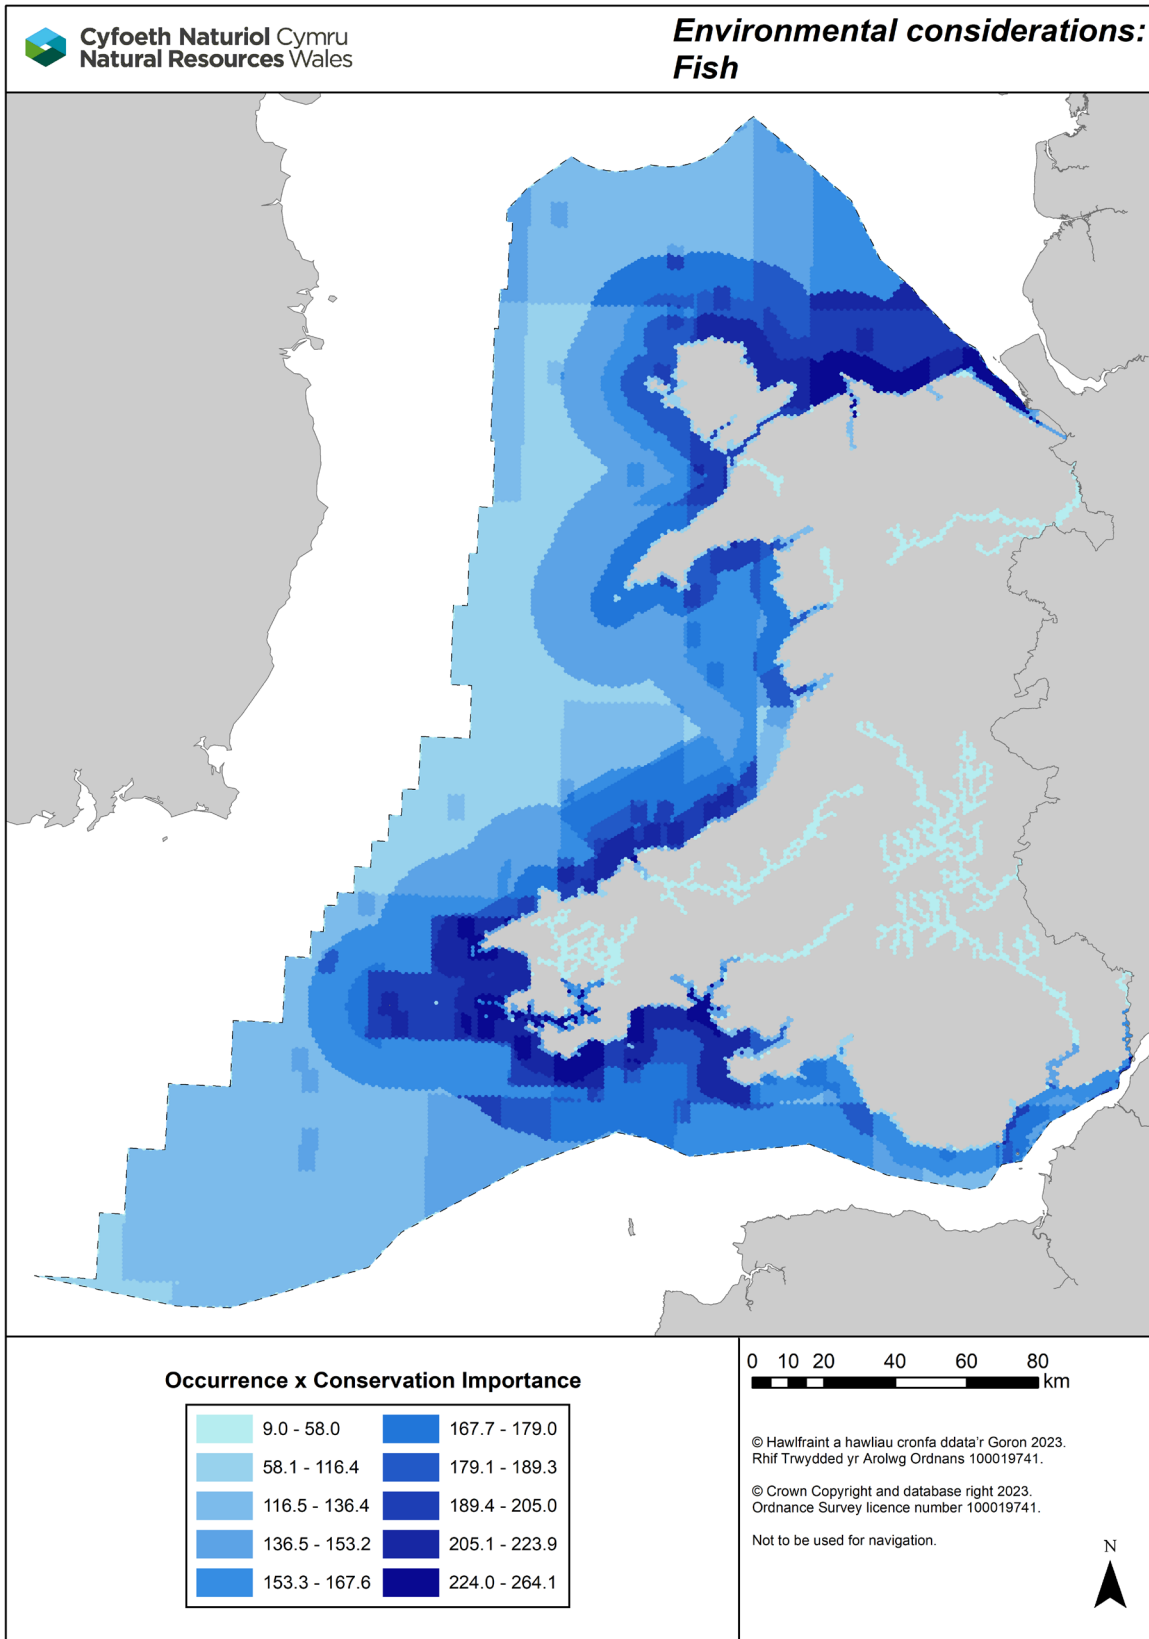 Cyfoeth Naturiol Cymru
Natural Resources Wales
Environmental considerations:
Fish
Occurrence x Conservation Importance
9.0 - 58.0
58.1 - 116.4
116.5 - 136.4
136.5 - 153.2
153.3 - 167.6
167.7 - 179.0
179.1 - 189.3
189.4 - 205.0
205.1 - 223.9
224.0 - 264.1
0 10 20 40 60 80
km
© Hawlfraint a hawliau cronfa ddata'r Goron 2023.
Rhif Trwydded yr Arolwg Ordnans 100019741.
© Crown Copyright and database right 2023.
Ordnance Survey licence number 100019741.
Not to be used for navigation.
N